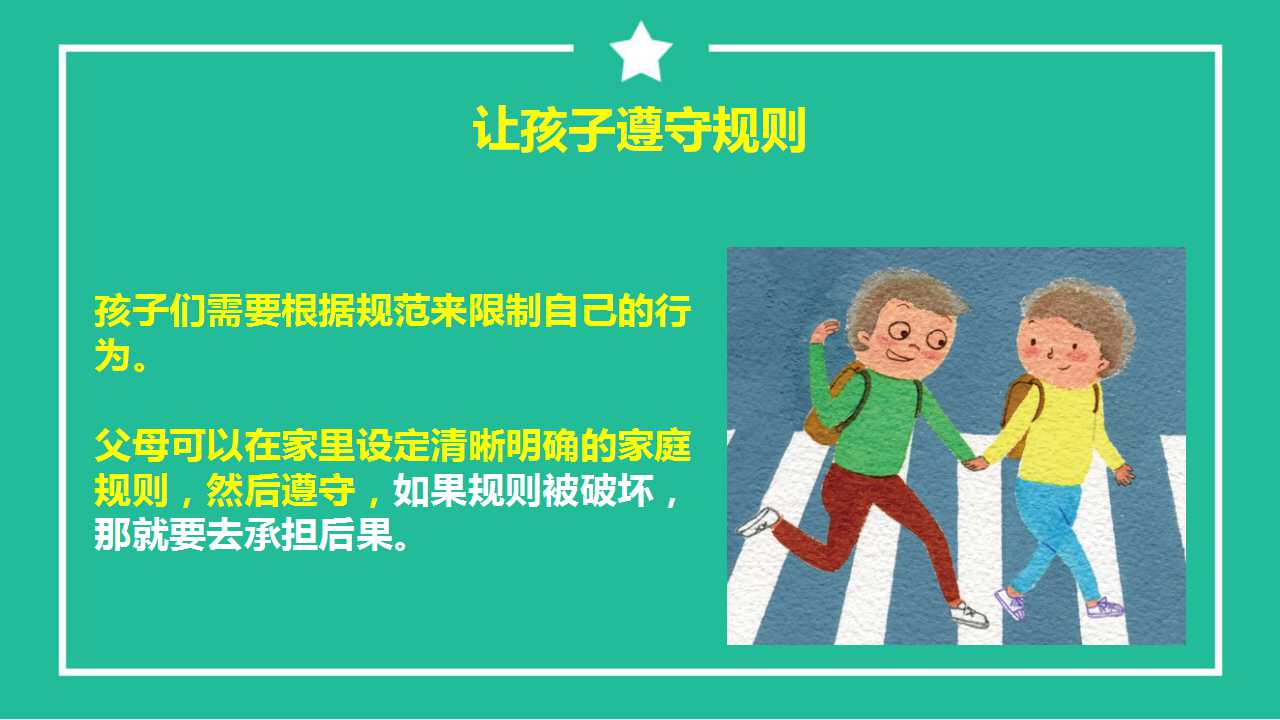 让孩子遵守规则
孩子们需要根据规范来限制自己的行
为。
父母可以在家里设定清晰明确的家庭
规则，然后遵守，如果规则被破坏，
那就要去承担后果。